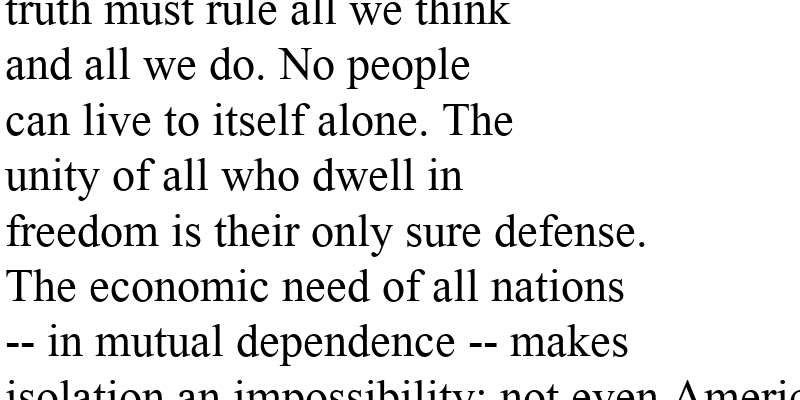 truth must rule all we think
and all we do. No people
can live to itself alone. The
unity of all who dwell in
freedom is their only sure defense.
The economic need of all nations
-- in mutual dependence -- makes
isolation an impossibility; not even